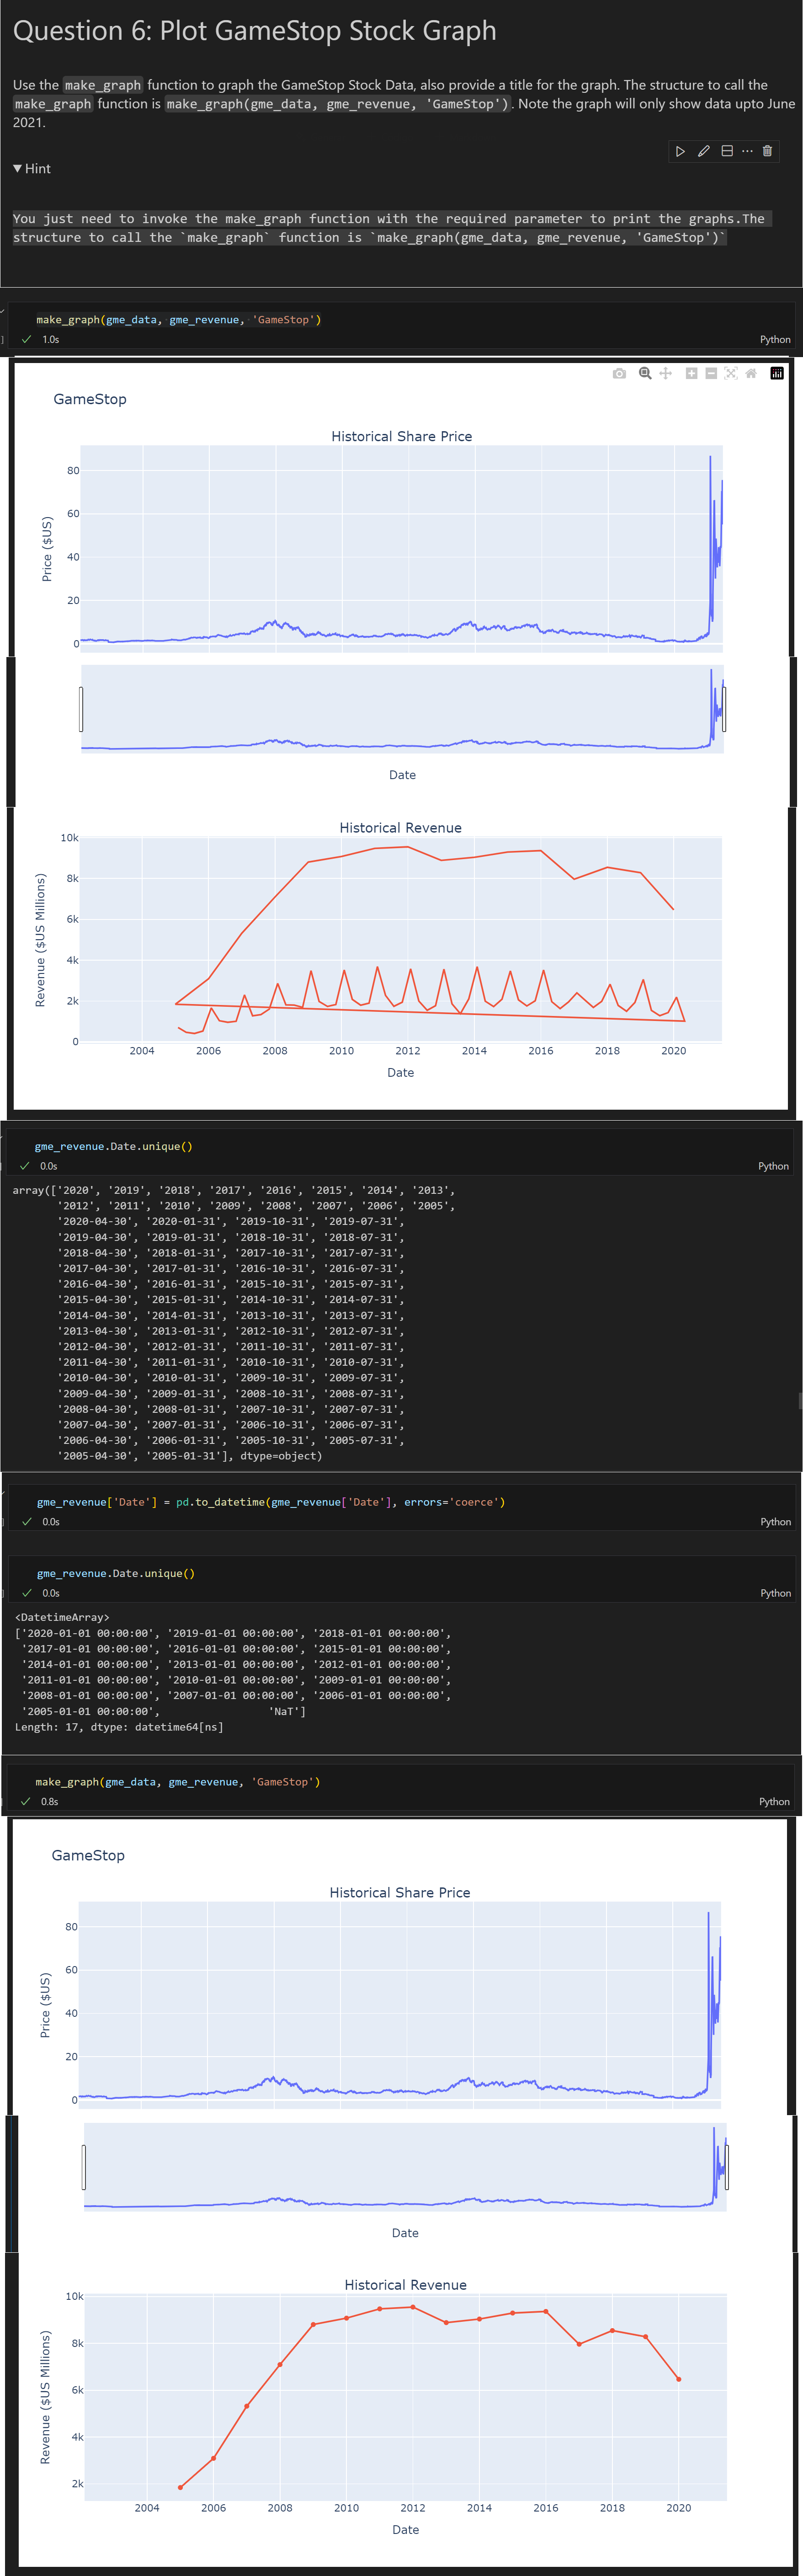 Question 6: Plot GameStop Stock Graph
Use the make_graph function to graph the GameStop Stock Data, also provide a title for the graph. The structure to call the
make_graph function is make_graph(gme_data, gme_revenue, 'GameStop'). Note the graph will only show data upto June
2021.
Hint
You just need to invoke the make_graph function with the required parameter to print the graphs.The
structure to call the `make_graph` function is `make_graph(gme_data, gme_revenue, 'GameStop')`
make_graph(gme_data, gme_revenue, 'GameStop')
1.0s
Python
GameStop
Historical Share Price
80
60
40
20
0
Price ($US)
Date
Historical Revenue
10k
8k
6k
4k
2k
0
Revenue ($US Millions)
2004 2006 2008 2010 2012 2014 2016 2018 2020
Date
gme_revenue.Date.unique()
0.0s
Python
array(['2020', '2019', '2018', '2017', '2016', '2015', '2014', '2013',
'2012', '2011', '2010', '2009', '2008', '2007', '2006', '2005',
'2020-04-30', '2020-01-31', '2019-10-31', '2019-07-31',
'2019-04-30', '2019-01-31', '2018-10-31', '2018-07-31',
'2018-04-30', '2018-01-31', '2017-10-31', '2017-07-31',
'2017-04-30', '2017-01-31', '2016-10-31', '2016-07-31',
'2016-04-30', '2016-01-31', '2015-10-31', '2015-07-31',
'2015-04-30', '2015-01-31', '2014-10-31', '2014-07-31',
'2014-04-30', '2014-01-31', '2013-10-31', '2013-07-31',
'2013-04-30', '2013-01-31', '2012-10-31', '2012-07-31',
'2012-04-30', '2012-01-31', '2011-10-31', '2011-07-31',
'2011-04-30', '2011-01-31', '2010-10-31', '2010-07-31',
'2010-04-30', '2010-01-31', '2009-10-31', '2009-07-31',
'2009-04-30', '2009-01-31', '2008-10-31', '2008-07-31',
'2008-04-30', '2008-01-31', '2007-10-31', '2007-07-31',
'2007-04-30', '2007-01-31', '2006-10-31', '2006-07-31',
'2006-04-30', '2006-01-31', '2005-10-31', '2005-07-31',
'2005-04-30', '2005-01-31'], dtype=object)
gme_revenue['Date'] = pd.to_datetime(gme_revenue['Date'], errors='coerce')
0.0s
Python
gme_revenue.Date.unique()
0.0s
Python
<DatetimeArray>
['2020-01-01 00:00:00', '2019-01-01 00:00:00', '2018-01-01 00:00:00',
'2017-01-01 00:00:00', '2016-01-01 00:00:00', '2015-01-01 00:00:00',
'2014-01-01 00:00:00', '2013-01-01 00:00:00', '2012-01-01 00:00:00',
'2011-01-01 00:00:00', '2010-01-01 00:00:00', '2009-01-01 00:00:00',
'2008-01-01 00:00:00', '2007-01-01 00:00:00', '2006-01-01 00:00:00',
'2005-01-01 00:00:00', 'NaT']
Length: 17, dtype: datetime64[ns]
make_graph(gme_data, gme_revenue, 'GameStop')
0.8s
Python
GameStop
Historical Share Price
80
60
40
20
0
Price ($US)
Date
Historical Revenue
10k
8k
6k
4k
2k
Revenue ($US Millions)
2004 2006 2008 2010 2012 2014 2016 2018 2020
Date